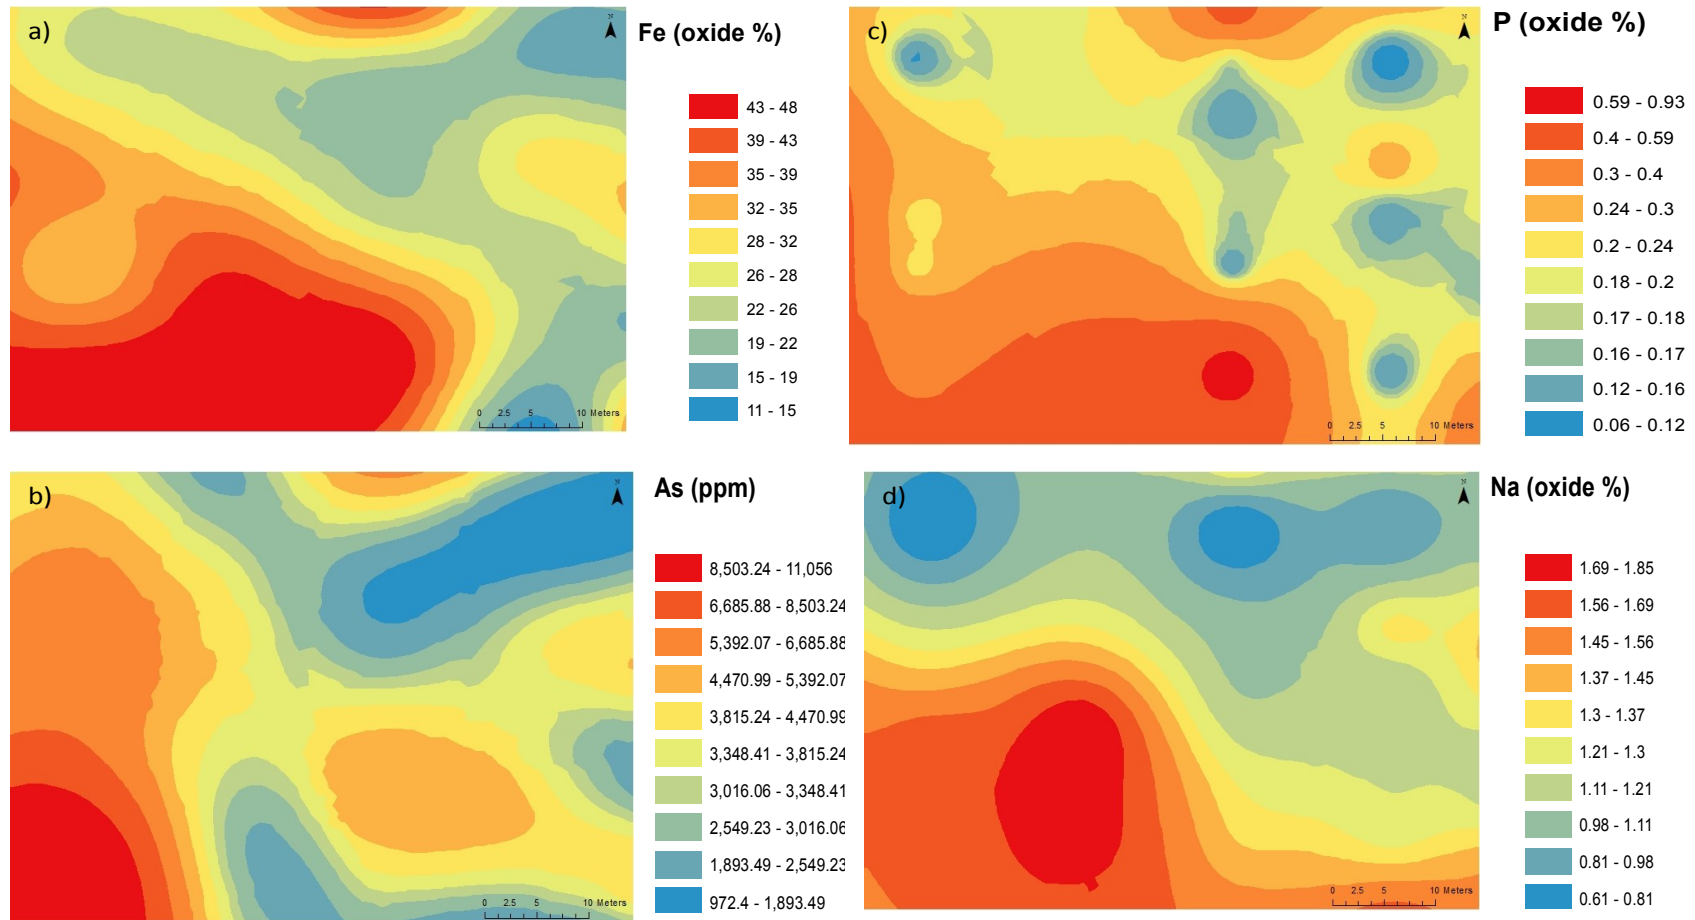 a)
N
Fe (oxide %)
43 - 48
39 - 43
35 - 39
32 - 35
28 - 32
26 - 28
22 - 26
19 - 22
15 - 19
11 - 15
0 2.5 5 10 Meters
c)
N
P (oxide %)
0.59 - 0.93
0.4 - 0.59
0.3 - 0.4
0.24 - 0.3
0.2 - 0.24
0.18 - 0.2
0.17 - 0.18
0.16 - 0.17
0.12 - 0.16
0.06 - 0.12
0 2.5 5 10 Meters
b)
N
As (ppm)
8,503.24 - 11,056
6,685.88 - 8,503.24
5,392.07 - 6,685.88
4,470.99 - 5,392.07
3,815.24 - 4,470.99
3,348.41 - 3,815.24
3,016.06 - 3,348.41
2,549.23 - 3,016.06
1,893.49 - 2,549.23
972.4 - 1,893.49
0 2.5 5 10 Meters
d)
N
Na (oxide %)
1.69 - 1.85
1.56 - 1.69
1.45 - 1.56
1.37 - 1.45
1.3 - 1.37
1.21 - 1.3
1.11 - 1.21
0.98 - 1.11
0.81 - 0.98
0.61 - 0.81
0 2.5 5 10 Meters